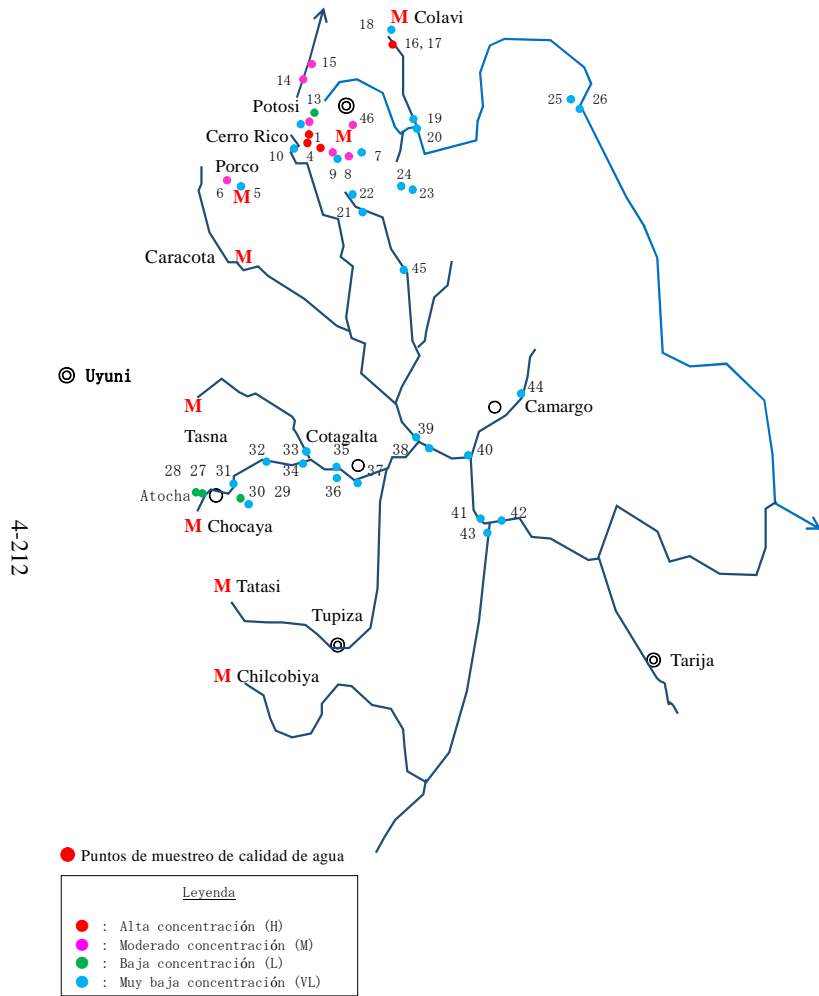 18 M Colavi
16, 17
15
14
13
Potosi
46
25 26
19
20
Cerro Rico 1 M
10 4 7
9 8
Porco
6 M 5
24
23
22
21
Caracota M
45
Uyuni
M
44
Camargo
Tasna
Cotagalta
39
38
40
32 33 35
34
28 27 31
37
36
Atocha
30 29
M Chocaya
41 42
43
4-212
M Tatasi
Tupiza
Tarija
M Chilcobiya
Puntos de muestreo de calidad de agua
Leyenda
: Alta concentración (H)
: Moderado concentración (M)
: Baja concentración (L)
: Muy baja concentración (VL)